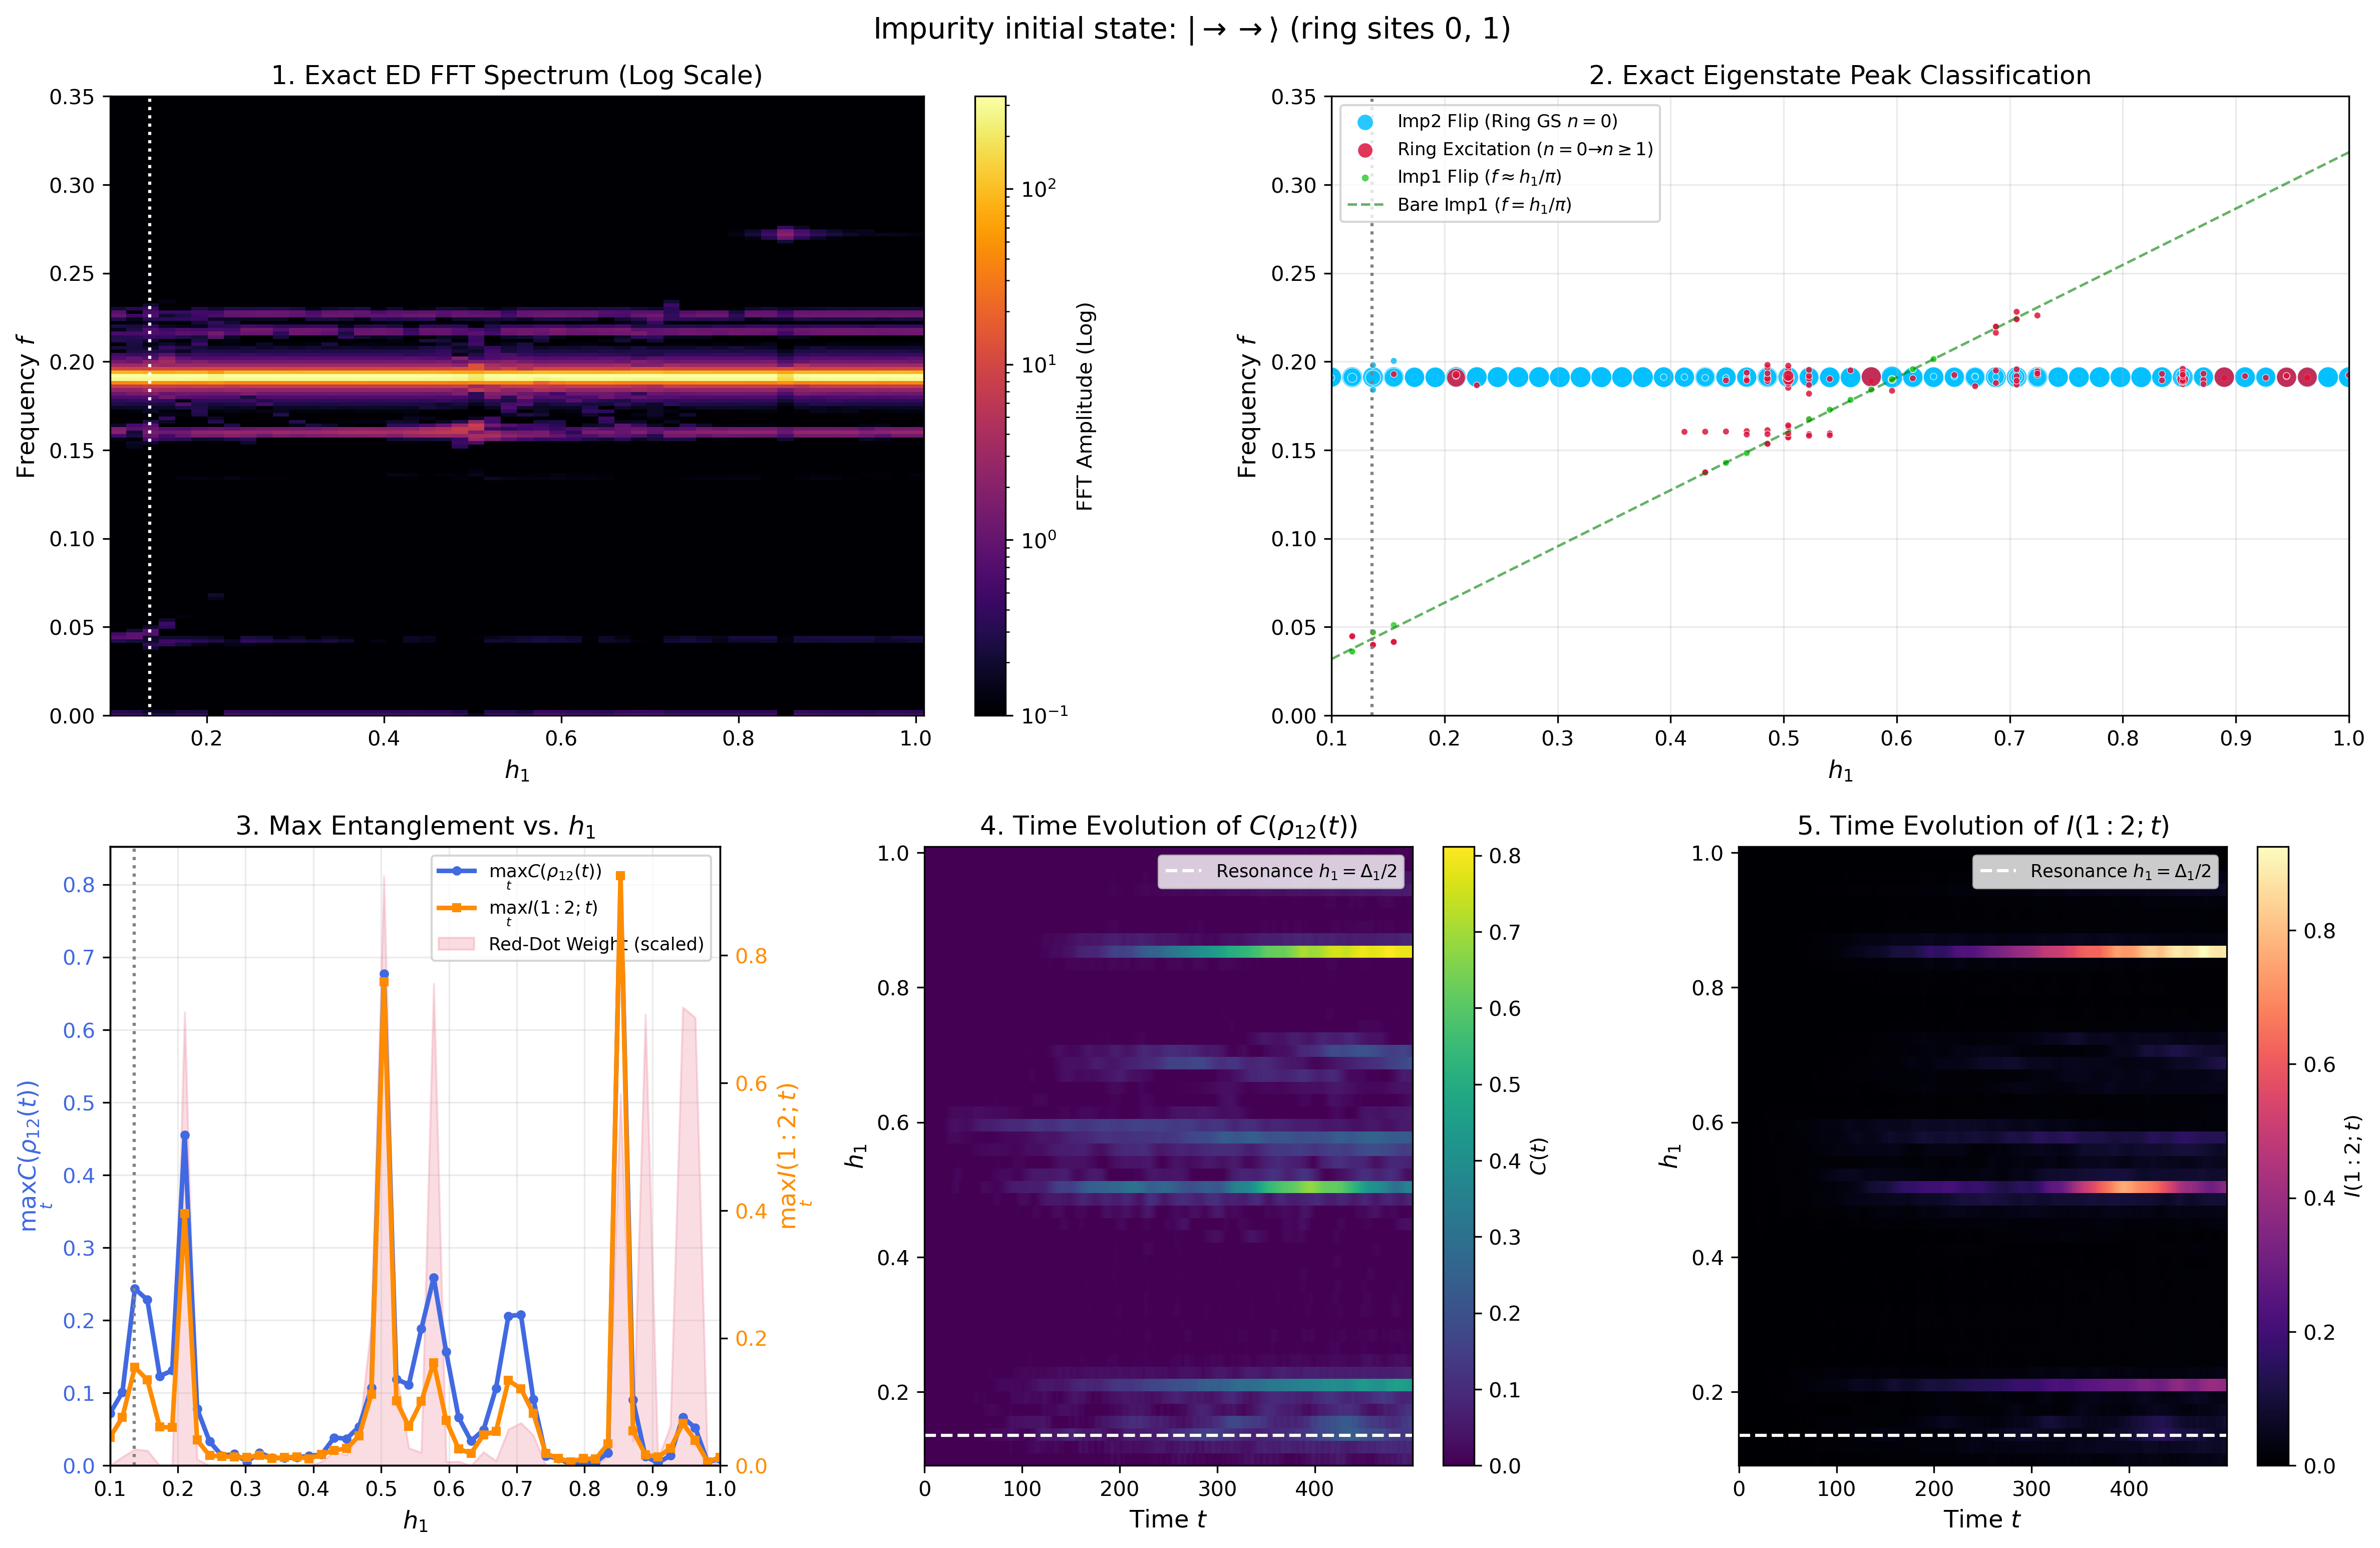 Impurity initial state: |→→⟩ (ring sites 0, 1)
1. Exact ED FFT Spectrum (Log Scale)
0.35
0.30
0.25
0.20
0.15
0.10
0.05
0.00
Frequency f
0.2 0.4 0.6 0.8 1.0
h₁
10²
10¹
10⁰
10⁻¹
FFT Amplitude (Log)
2. Exact Eigenstate Peak Classification
Imp2 Flip (Ring GS n = 0)
Ring Excitation (n = 0→n ≥ 1)
Imp1 Flip (f ≈ h₁/π)
Bare Imp1 (f = h₁/π)
0.35
0.30
0.25
0.20
0.15
0.10
0.05
0.00
Frequency f
0.1 0.2 0.3 0.4 0.5 0.6 0.7 0.8 0.9 1.0
h₁
3. Max Entanglement vs. h₁
max C(ρ₁₂(t))
t
max I(1 : 2; t)
t
Red-Dot Weight (scaled)
0.8
0.7
0.6
0.5
0.4
0.3
0.2
0.1
0.0
max C(ρ₁₂(t))
t
0.8
0.6
0.4
0.2
0.0
max I(1 : 2; t)
t
0.1 0.2 0.3 0.4 0.5 0.6 0.7 0.8 0.9 1.0
h₁
4. Time Evolution of C(ρ₁₂(t))
Resonance h₁ = Δ₁/2
1.0
0.8
0.6
0.4
0.2
h₁
0 100 200 300 400
Time t
0.8
0.7
0.6
0.5
0.4
0.3
0.2
0.1
0.0
C(t)
5. Time Evolution of I(1 : 2; t)
Resonance h₁ = Δ₁/2
1.0
0.8
0.6
0.4
0.2
h₁
0 100 200 300 400
Time t
0.8
0.6
0.4
0.2
0.0
I(1 : 2; t)